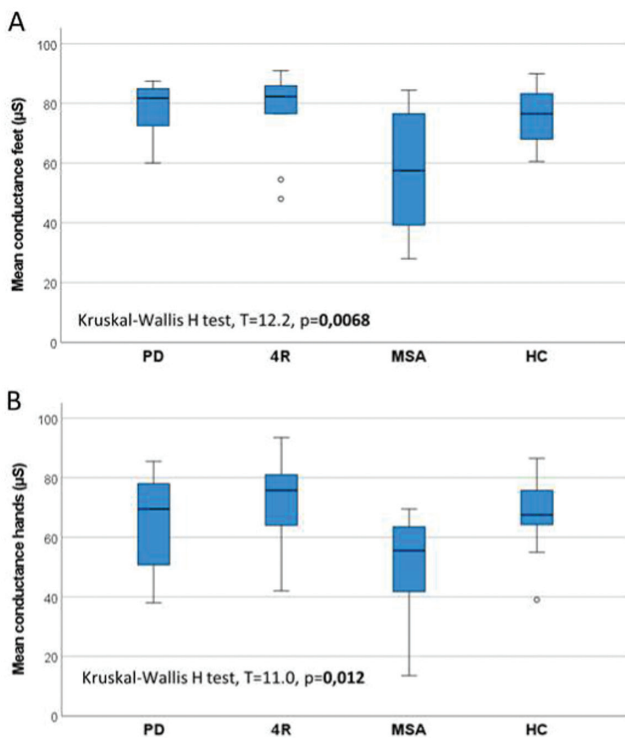 A
Mean conductance feet (µS)
100
80
60
40
20
0
Kruskal-Wallis H test, T=12.2, p=0,0068
PD 4R MSA HC
B
Mean conductance hands (µS)
100
80
60
40
20
0
Kruskal-Wallis H test, T=11.0, p=0,012
PD 4R MSA HC